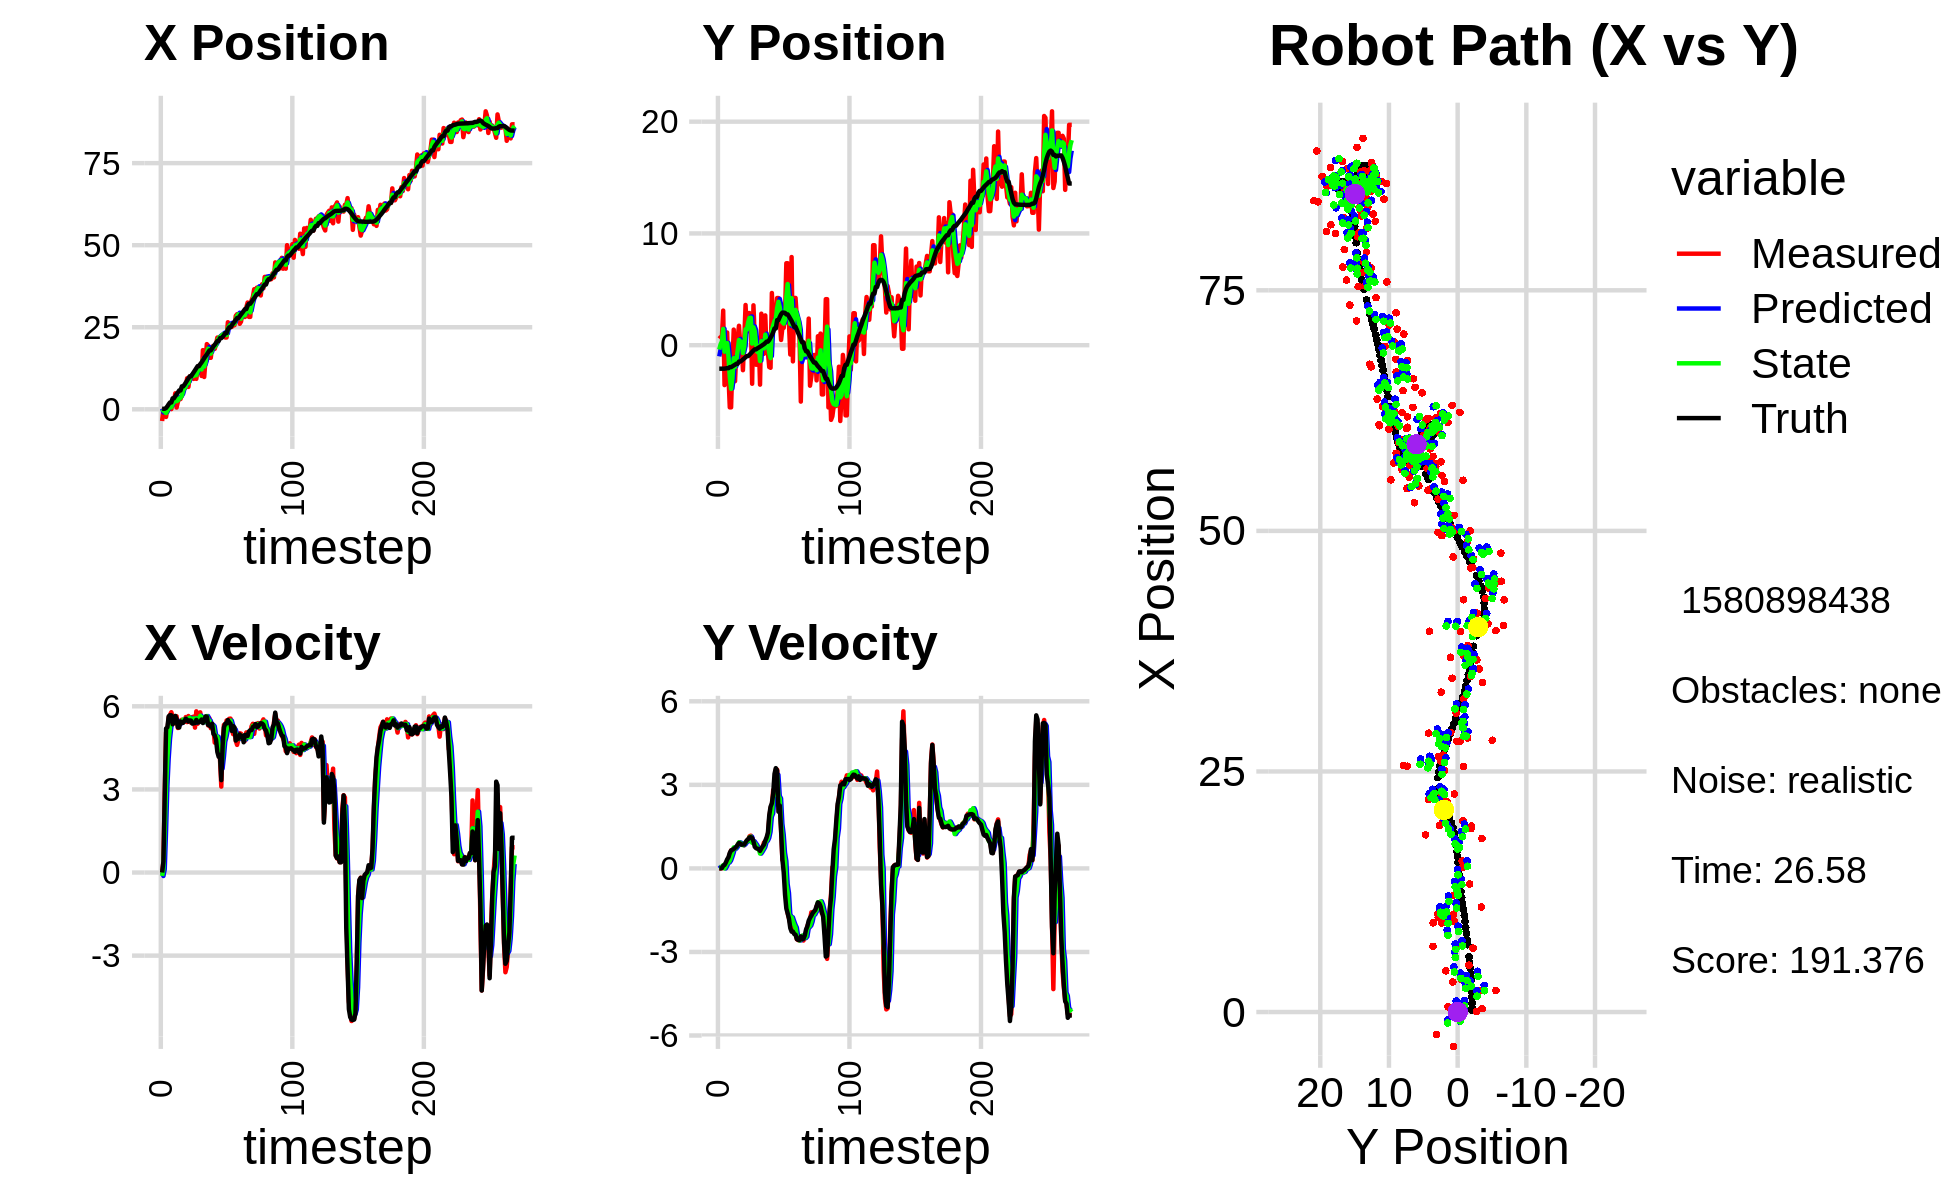 X Position
75
50
25
0
0
100
200
timestep
Y Position
20
10
0
0
100
200
timestep
X Velocity
6
3
0
-3
0
100
200
timestep
Y Velocity
6
3
0
-3
-6
0
100
200
timestep
Robot Path (X vs Y)
X Position
75
50
25
0
20 10 0 -10 -20
Y Position
variable
Measured
Predicted
State
Truth
1580898438
Obstacles: none
Noise: realistic
Time: 26.58
Score: 191.376